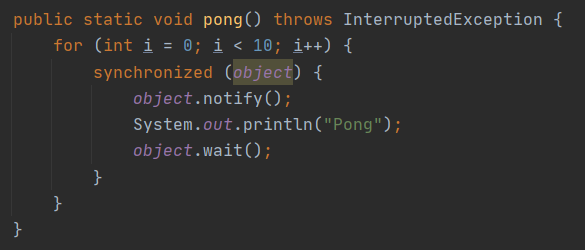 public static void pong() throws InterruptedException {
    for (int i = 0; i < 10; i++) {
        synchronized (object) {
            object.notify();
            System.out.println("Pong");
            object.wait();
        }
    }
}